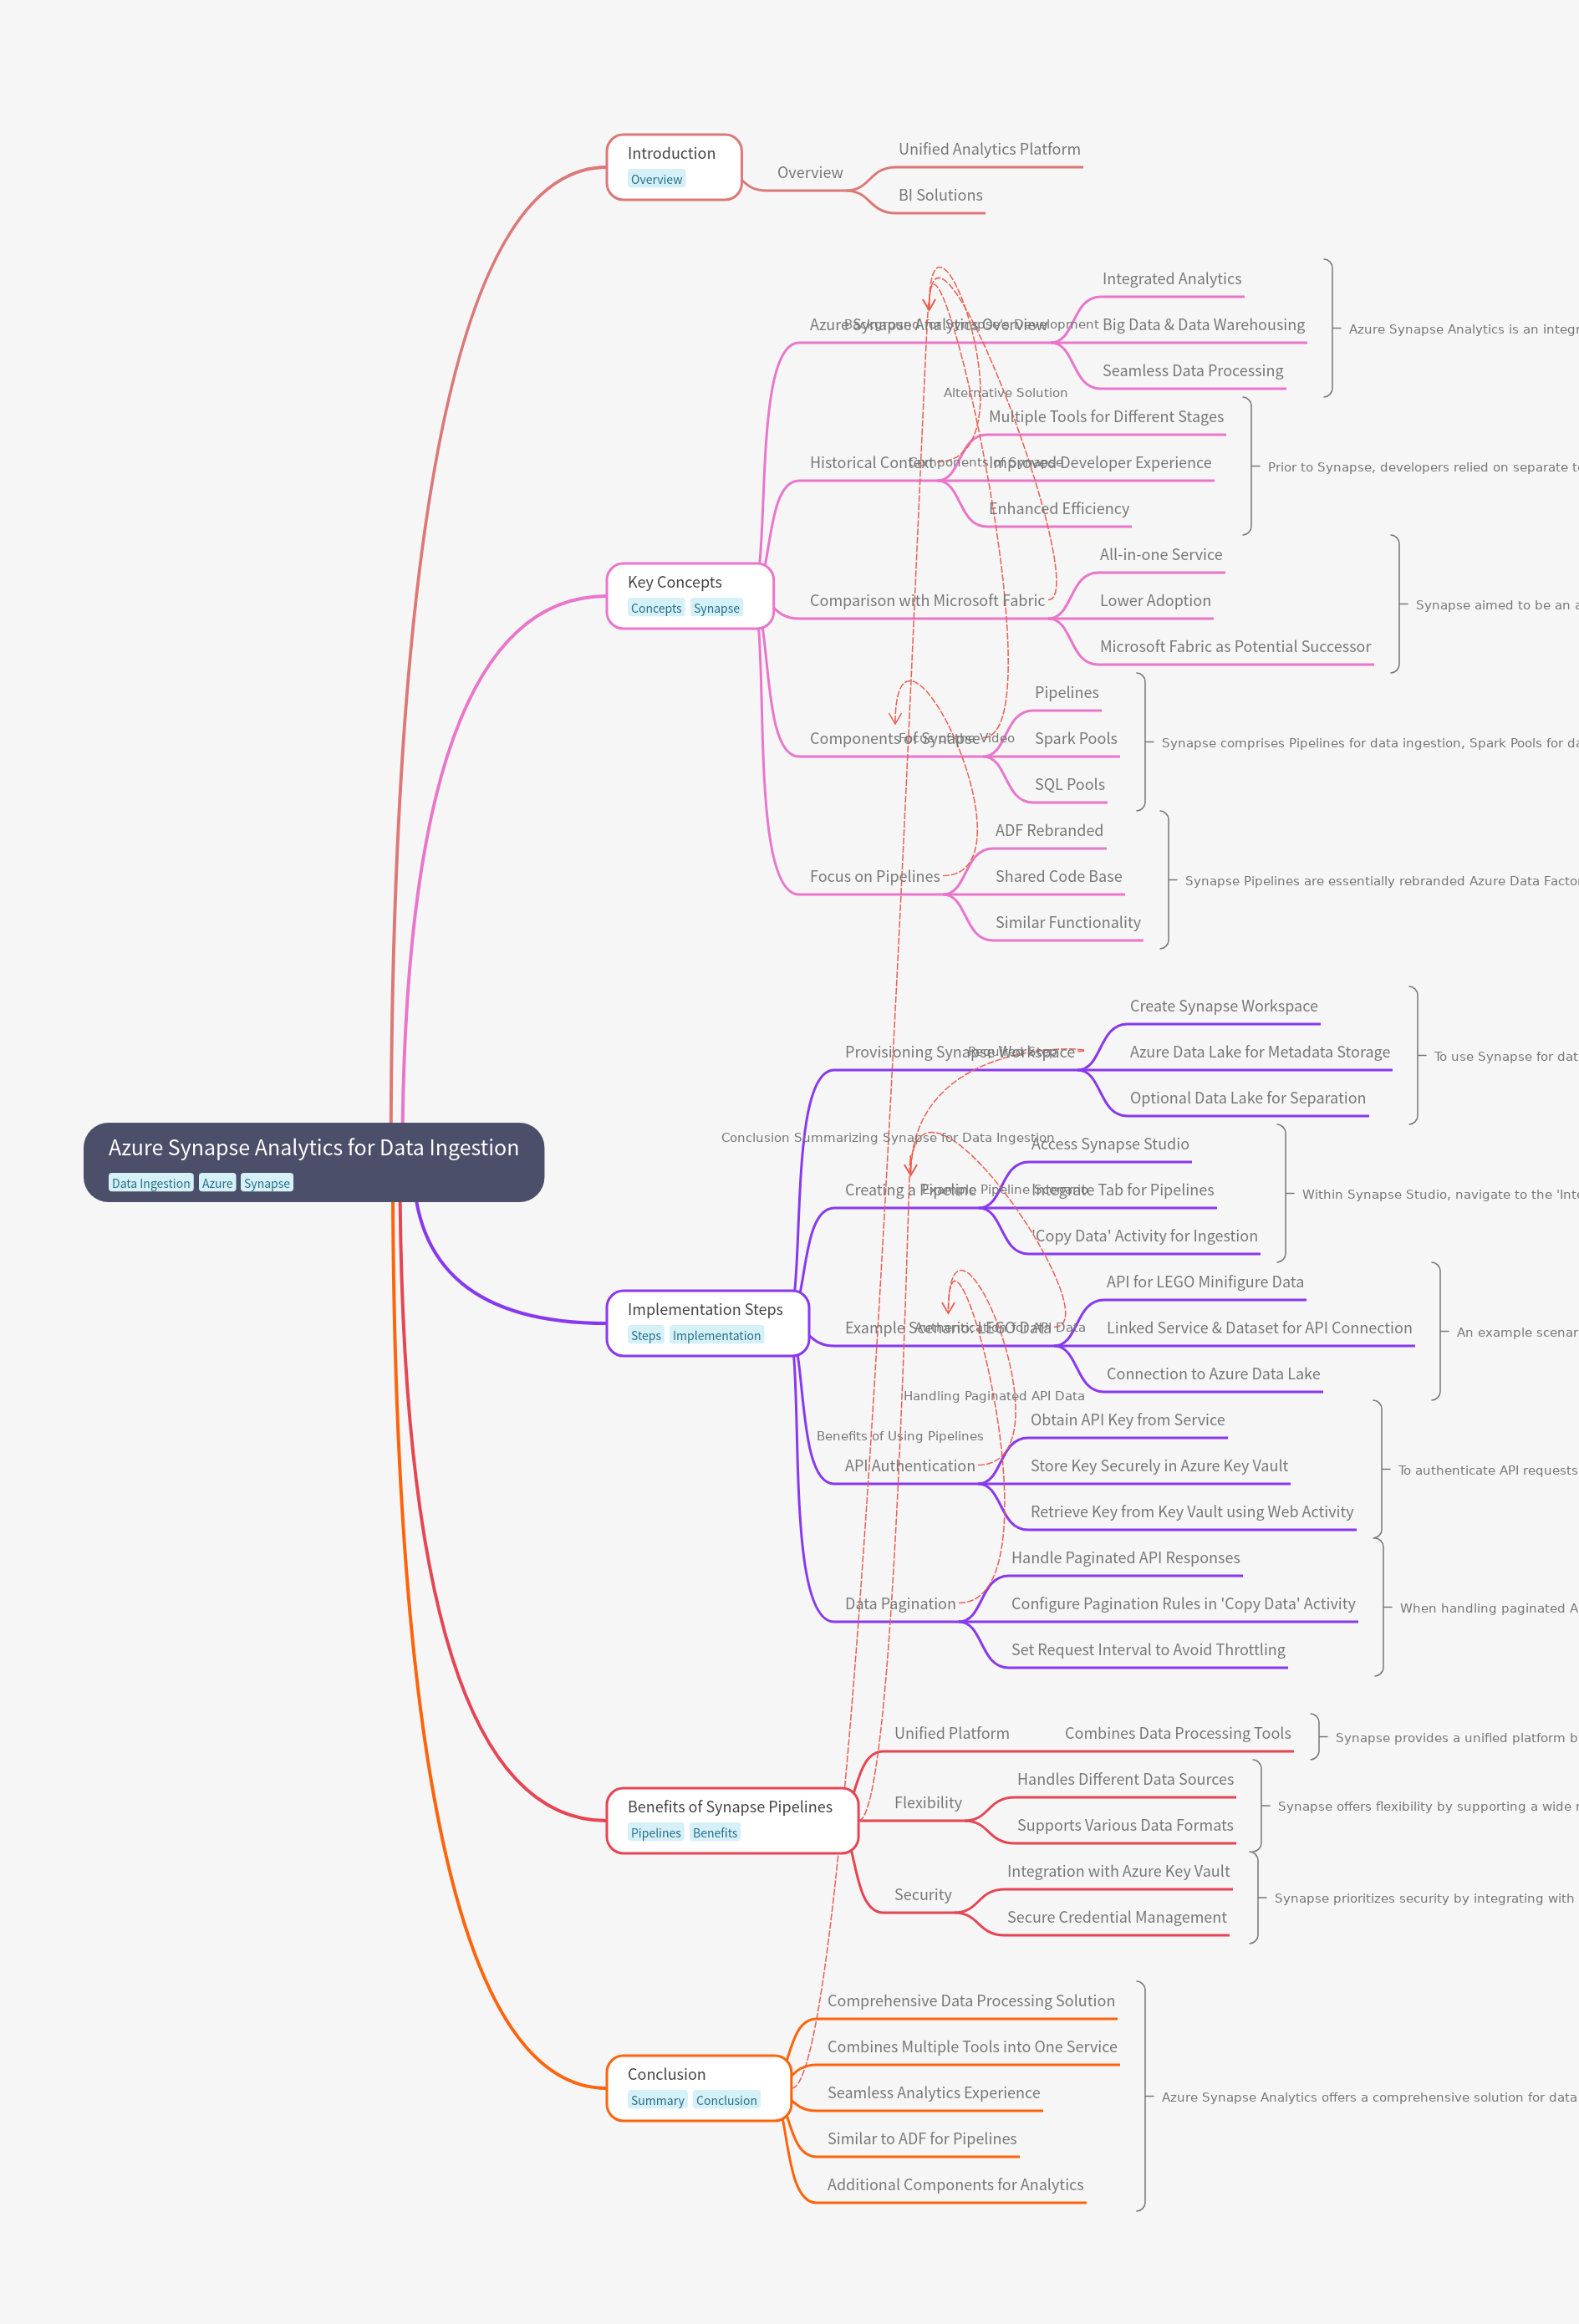 Introduction
Overview
Overview
Unified Analytics Platform
BI Solutions
Key Concepts
Concepts Synapse
Azure Synapse Analytics Overview
Background for Synapse's Development
Integrated Analytics
Big Data & Data Warehousing
Seamless Data Processing
Azure Synapse Analytics is an integr
Alternative Solution
Historical Context
Components of Synapse
Multiple Tools for Different Stages
Improved Developer Experience
Enhanced Efficiency
Prior to Synapse, developers relied on separate t
Comparison with Microsoft Fabric
All-in-one Service
Lower Adoption
Microsoft Fabric as Potential Successor
Synapse aimed to be an a
Components of Synapse
Focus of the Video
Pipelines
Spark Pools
SQL Pools
Synapse comprises Pipelines for data ingestion, Spark Pools for da
Focus on Pipelines
ADF Rebranded
Shared Code Base
Similar Functionality
Synapse Pipelines are essentially rebranded Azure Data Facto
Azure Synapse Analytics for Data Ingestion
Data Ingestion Azure Synapse
Implementation Steps
Steps Implementation
Provisioning Synapse Workspace
Required Step
Create Synapse Workspace
Azure Data Lake for Metadata Storage
Optional Data Lake for Separation
To use Synapse for dat
Conclusion Summarizing Synapse for Data Ingestion
Creating a Pipeline
Example Pipeline Scenario
Access Synapse Studio
Integrate Tab for Pipelines
'Copy Data' Activity for Ingestion
Within Synapse Studio, navigate to the 'Inte
Example Scenario: LEGO Data
Authentication for API Data
API for LEGO Minifigure Data
Linked Service & Dataset for API Connection
Connection to Azure Data Lake
An example scenar
Handling Paginated API Data
Benefits of Using Pipelines
API Authentication
Obtain API Key from Service
Store Key Securely in Azure Key Vault
Retrieve Key from Key Vault using Web Activity
To authenticate API requests
Data Pagination
Handle Paginated API Responses
Configure Pagination Rules in 'Copy Data' Activity
Set Request Interval to Avoid Throttling
When handling paginated A
Benefits of Synapse Pipelines
Pipelines Benefits
Unified Platform
Combines Data Processing Tools
Synapse provides a unified platform b
Flexibility
Handles Different Data Sources
Supports Various Data Formats
Synapse offers flexibility by supporting a wide r
Security
Integration with Azure Key Vault
Secure Credential Management
Synapse prioritizes security by integrating with
Conclusion
Summary Conclusion
Comprehensive Data Processing Solution
Combines Multiple Tools into One Service
Seamless Analytics Experience
Similar to ADF for Pipelines
Additional Components for Analytics
Azure Synapse Analytics offers a comprehensive solution for data